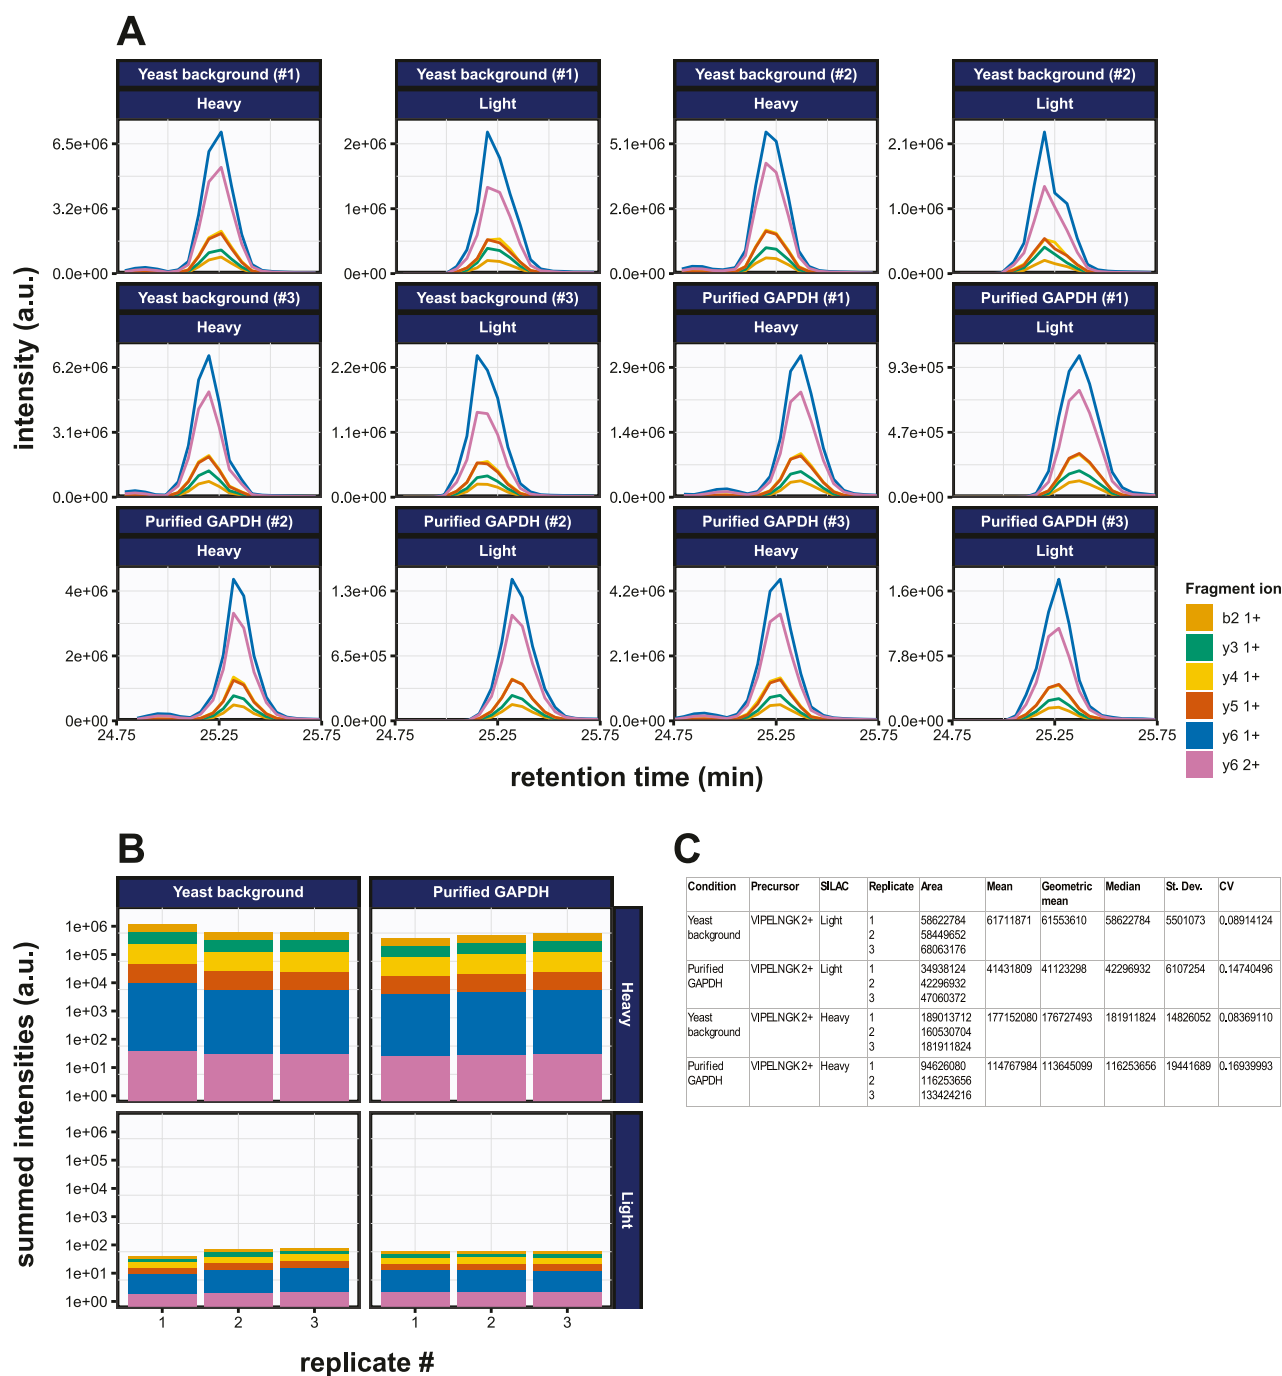 A
Yeast background (#1)
Heavy
6.5e+06
3.2e+06
0.0e+00
Yeast background (#1)
Light
2e+06
1e+06
0e+00
Yeast background (#2)
Heavy
5.1e+06
2.6e+06
0.0e+00
Yeast background (#2)
Light
2.1e+06
1.0e+06
0.0e+00
Yeast background (#3)
Heavy
6.2e+06
3.1e+06
0.0e+00
Yeast background (#3)
Light
2.2e+06
1.1e+06
0.0e+00
Purified GAPDH (#1)
Heavy
2.9e+06
1.4e+06
0.0e+00
Purified GAPDH (#1)
Light
9.3e+05
4.7e+05
0.0e+00
Purified GAPDH (#2)
Heavy
4e+06
2e+06
0e+00
24.75 25.25 25.75
Purified GAPDH (#2)
Light
1.3e+06
6.5e+05
0.0e+00
24.75 25.25 25.75
Purified GAPDH (#3)
Heavy
4.2e+06
2.1e+06
0.0e+00
24.75 25.25 25.75
Purified GAPDH (#3)
Light
1.6e+06
7.8e+05
0.0e+00
24.75 25.25 25.75
intensity (a.u.)
retention time (min)
Fragment ion
b2 1+
y3 1+
y4 1+
y5 1+
y6 1+
y6 2+
B
Yeast background
Purified GAPDH
Heavy
Light
1e+06
1e+05
1e+04
1e+03
1e+02
1e+01
1e+00
1e+06
1e+05
1e+04
1e+03
1e+02
1e+01
1e+00
1 2 3
1 2 3
summed intensities (a.u.)
replicate #
C
Condition Precursor SILAC Replicate Area Mean Geometric mean Median St. Dev. CV
Yeast background VIPELNGK 2+ Light 1 58622784 61711871 61553610 58622784 5501073 0.08914124
2 58449652
3 68063176
Purified GAPDH VIPELNGK 2+ Light 1 34938124 41431809 41123298 42296932 6107254 0.14740496
2 42296932
3 47060372
Yeast background VIPELNGK 2+ Heavy 1 189013712 177152080 176727493 181911824 14826052 0.08369110
2 160530704
3 181911824
Purified GAPDH VIPELNGK 2+ Heavy 1 94626080 114767984 113645099 116253656 19441689 0.16939993
2 116253656
3 133424216